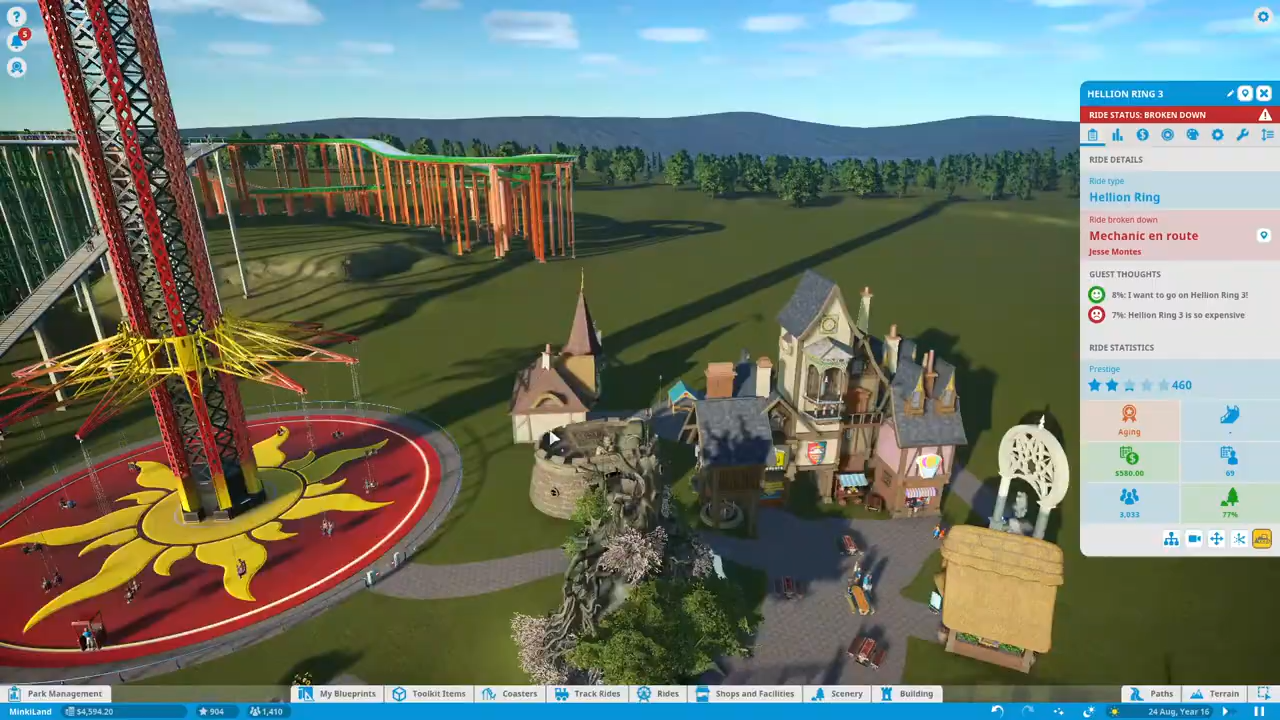 ?
5
HELLION RING 3
RIDE STATUS: BROKEN DOWN
RIDE DETAILS
Ride type
Hellion Ring
Ride broken down
Mechanic en route
Jesse Montes
GUEST THOUGHTS
8%: I want to go on Hellion Ring 3!
7%: Hellion Ring 3 is so expensive
RIDE STATISTICS
Prestige
460
Aging
-
$580.00
69
3,033
77%
Park Management
My Blueprints
Toolkit Items
Coasters
Track Rides
Rides
Shops and Facilities
Scenery
Building
Paths
Terrain
MinkiLand
$4,594.20
904
1,410
24 Aug, Year 16